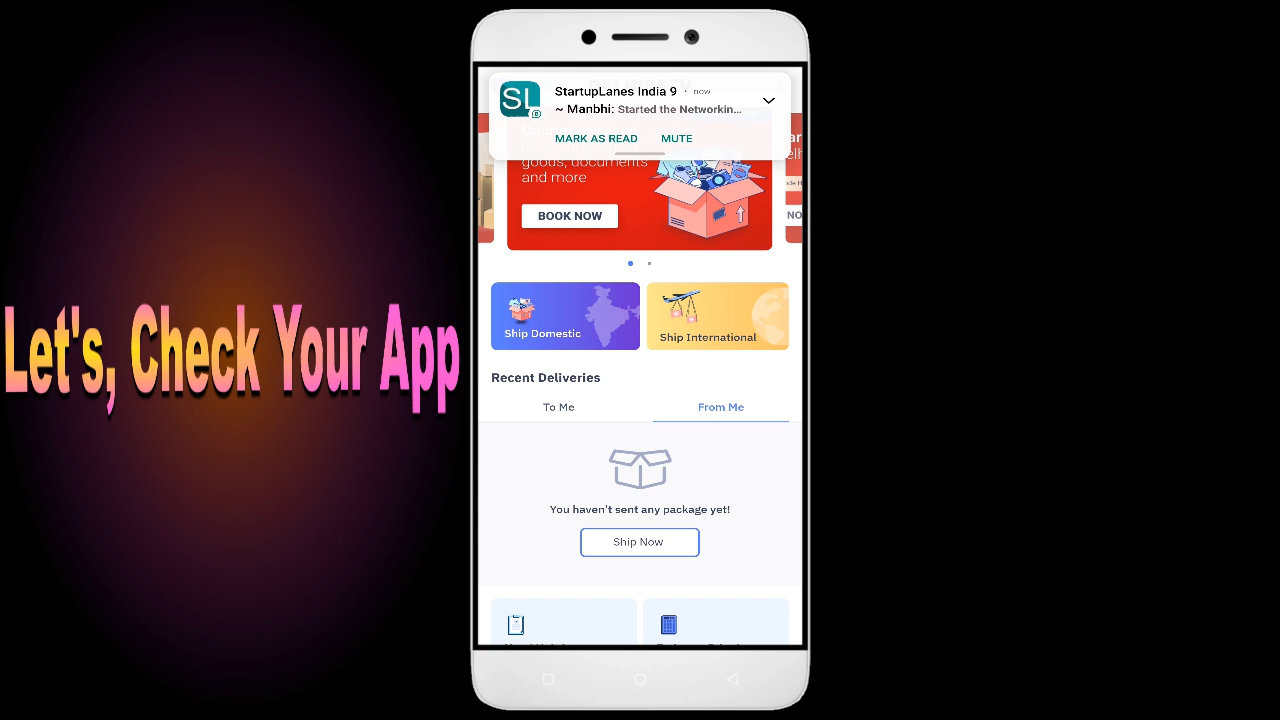 Let's, Check Your App
SL
StartupLanes India 9 • now
~ Manbhi: Started the Networkin...
MARK AS READ MUTE
goods, documents
and more
BOOK NOW
NO
Ship Domestic
Ship International
Recent Deliveries
To Me
From Me
You haven't sent any package yet!
Ship Now